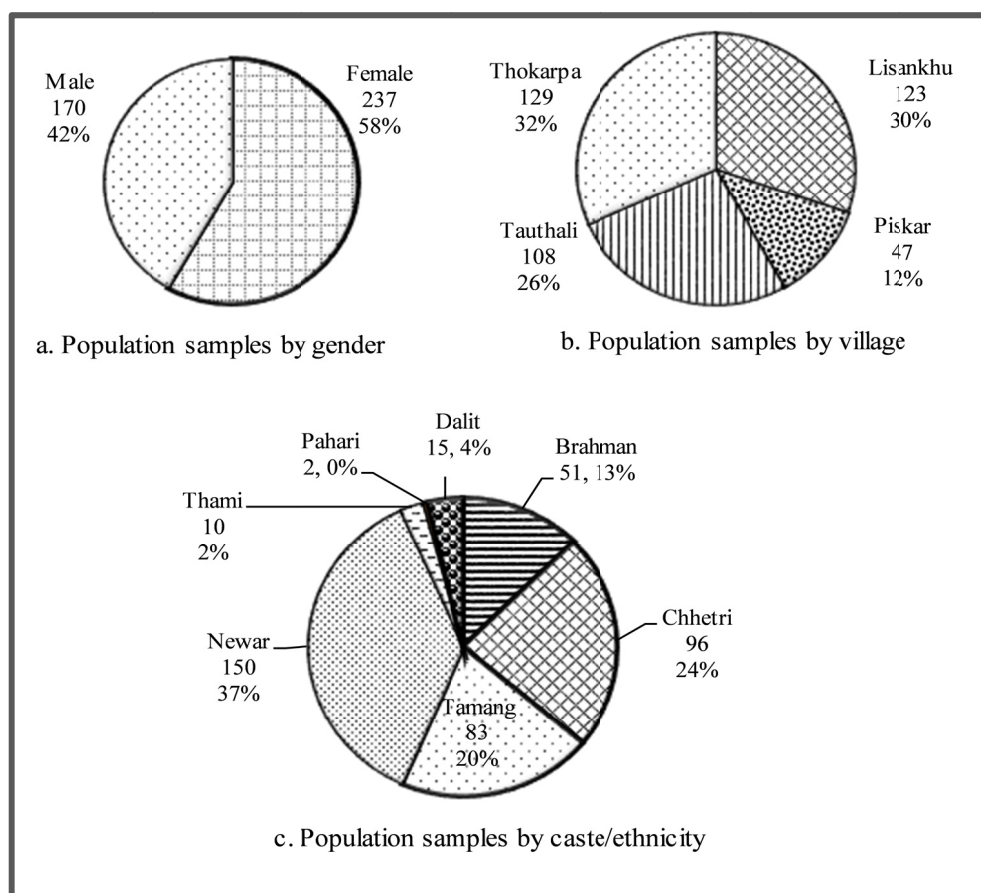 Male
170
42%
Female
237
58%
a. Population samples by gender
Thokarpa
129
32%
Lisankhu
123
30%
Tauthali
108
26%
Piskar
47
12%
b. Population samples by village
Dalit
15, 4%
Pahari
2, 0%
Brahman
51, 13%
Thami
10
2%
Chhetri
96
24%
Newar
150
37%
Tamang
83
20%
c. Population samples by caste/ethnicity